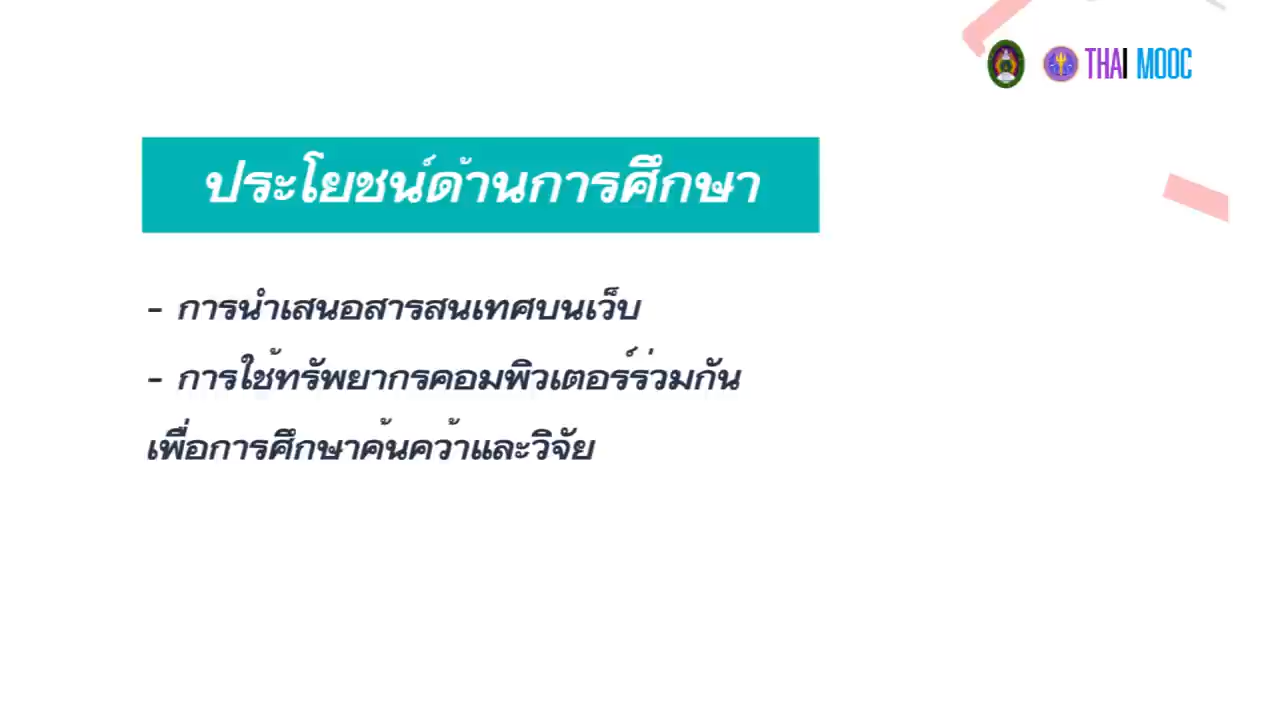 THAI MOOC
ประโยชน์ด้านการศึกษา
- การนำเสนอสารสนเทศบนเว็บ
- การใช้ทรัพยากรคอมพิวเตอร์ร่วมกัน
เพื่อการศึกษาค้นคว้าและวิจัย